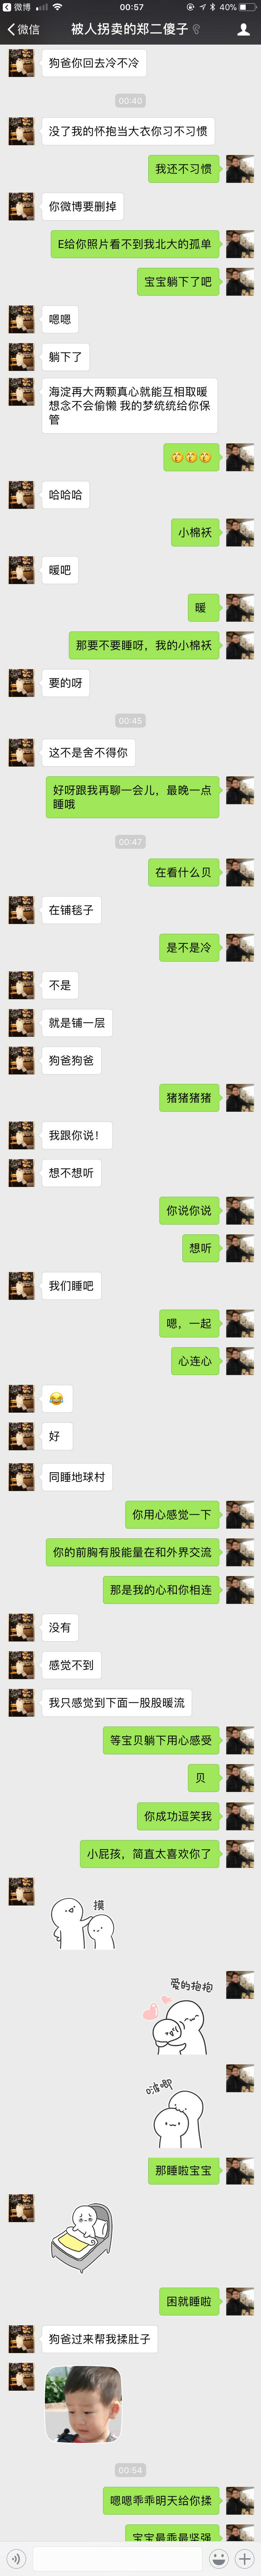 微博
00:57
40%
微信
被人拐卖的郑二傻子
狗爸你回去冷不冷
00:40
没了我的怀抱当大衣你习不习惯
我还不习惯
你微博要删掉
E给你照片看不到我北大的孤单
宝宝躺下了吧
嗯嗯
躺下了
海淀再大两颗真心就能互相取暖
想念不会偷懒 我的梦统统给你保
管
哈哈哈
小棉袄
暖吧
暖
那要不要睡呀，我的小棉袄
要的呀
00:45
这不是舍不得你
好呀跟我再聊一会儿，最晚一点
睡哦
00:47
在看什么贝
在铺毯子
是不是冷
不是
就是铺一层
狗爸狗爸
猪猪猪猪
我跟你说！
想不想听
你说你说
想听
我们睡吧
嗯，一起
心连心
好
同睡地球村
你用心感觉一下
你的前胸有股能量在和外界交流
那是我的心和你相连
没有
感觉不到
我只感觉到下面一股股暖流
等宝贝躺下用心感受
贝
你成功逗笑我
小屁孩，简直太喜欢你了
摸
爱的抱抱
啵唧
那睡啦宝宝
困就睡啦
狗爸过来帮我揉肚子
00:54
嗯嗯乖乖明天给你揉
宝宝最乖最坚强